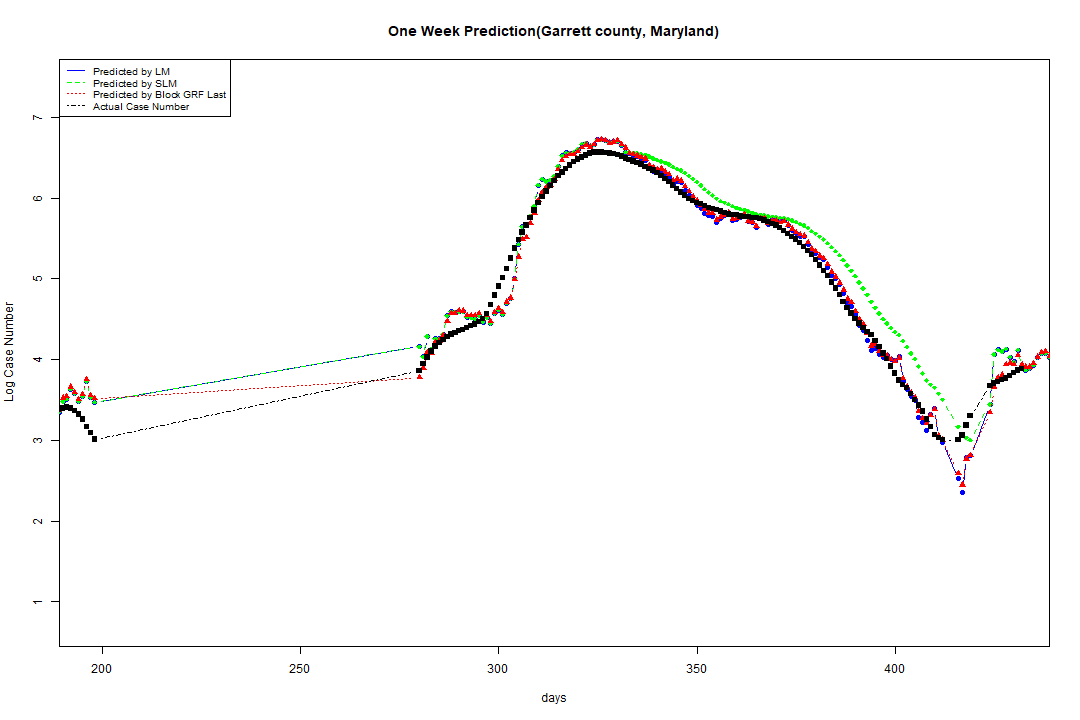 One Week Prediction(Garrett county, Maryland)
Predicted by LM
Predicted by SLM
Predicted by Block GRF Last
Actual Case Number
7
6
5
4
3
2
1
Log Case Number
200 250 300 350 400
days